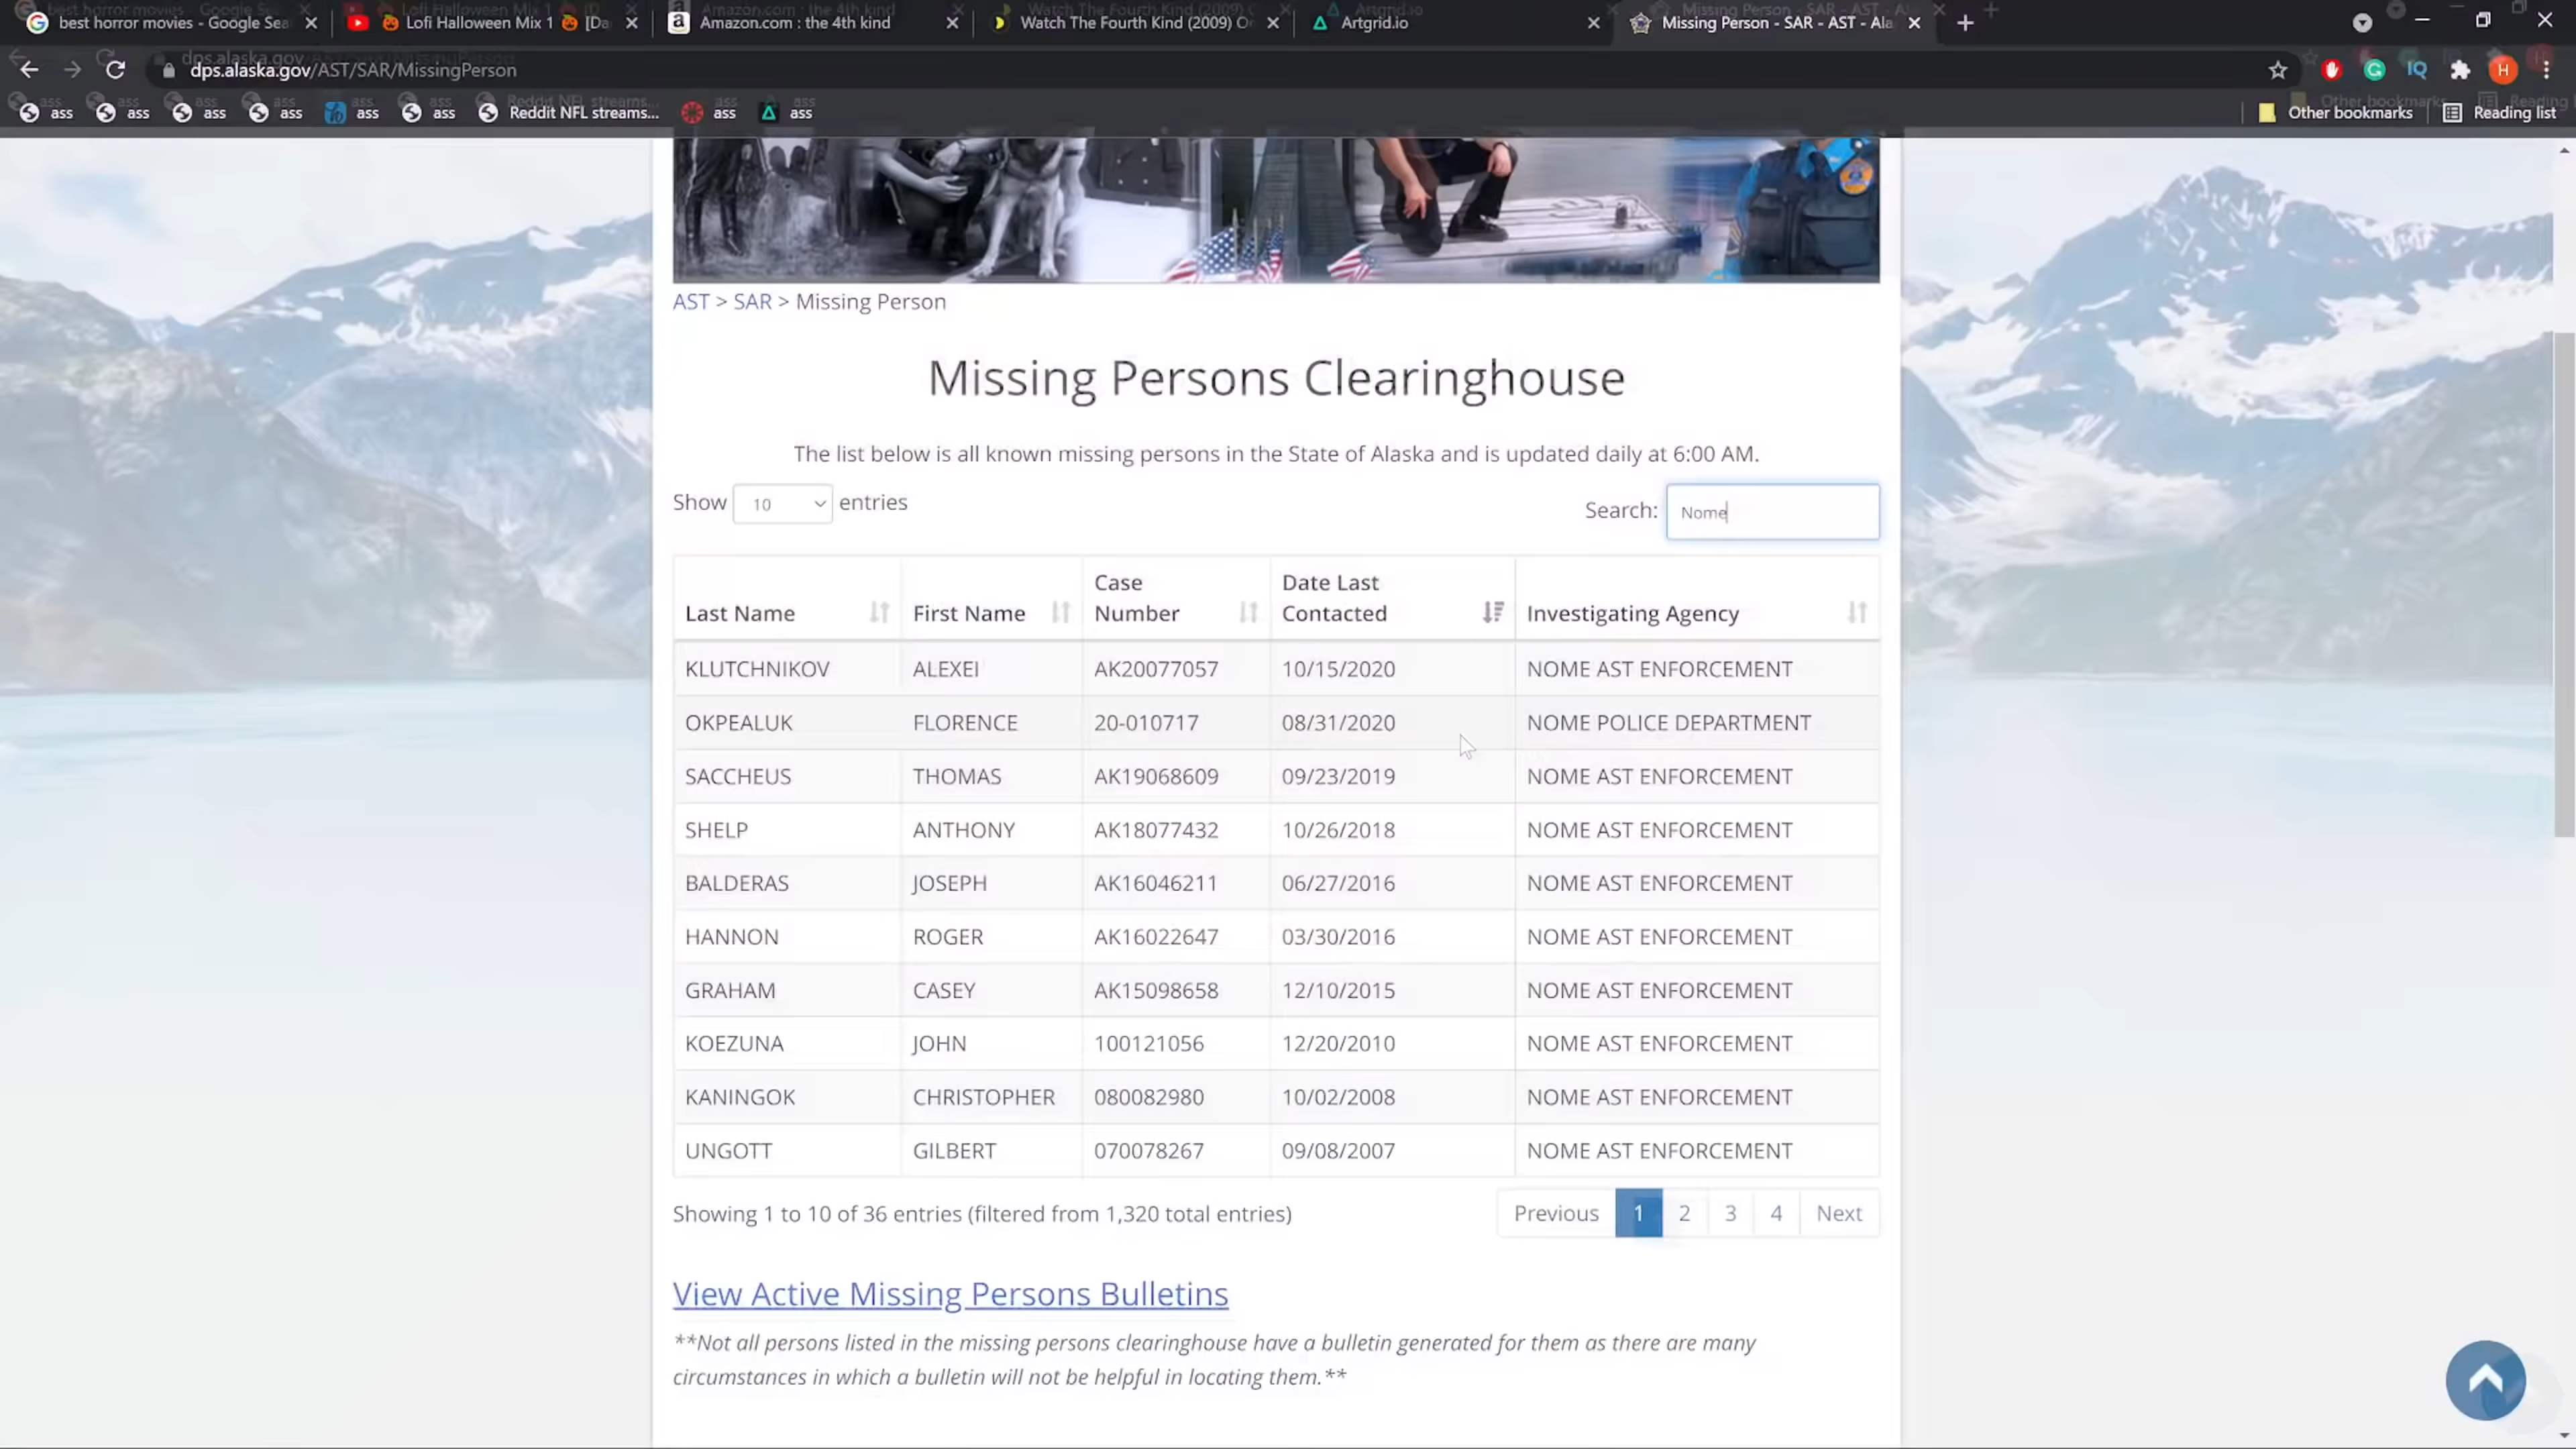 best horror movies - Google Sea
Lofi Halloween Mix 1 🎃 [Da
Amazon.com : the 4th kind
Watch The Fourth Kind (2009) O
Artgrid.io
Missing Person - SAR - AST - Ala
dps.alaska.gov/AST/SAR/MissingPerson
ass ass ass ass ass ass Reddit NFL streams... ass ass Other bookmarks Reading list
AST > SAR > Missing Person
Missing Persons Clearinghouse
The list below is all known missing persons in the State of Alaska and is updated daily at 6:00 AM.
Show 10 entries Search: Nome
Last Name First Name Case Number Date Last Contacted Investigating Agency
KLUTCHNIKOV ALEXEI AK20077057 10/15/2020 NOME AST ENFORCEMENT
OKPEALUK FLORENCE 20-010717 08/31/2020 NOME POLICE DEPARTMENT
SACCHEUS THOMAS AK19068609 09/23/2019 NOME AST ENFORCEMENT
SHELP ANTHONY AK18077432 10/26/2018 NOME AST ENFORCEMENT
BALDERAS JOSEPH AK16046211 06/27/2016 NOME AST ENFORCEMENT
HANNON ROGER AK16022647 03/30/2016 NOME AST ENFORCEMENT
GRAHAM CASEY AK15098658 12/10/2015 NOME AST ENFORCEMENT
KOEZUNA JOHN 100121056 12/20/2010 NOME AST ENFORCEMENT
KANINGOK CHRISTOPHER 080082980 10/02/2008 NOME AST ENFORCEMENT
UNGOTT GILBERT 070078267 09/08/2007 NOME AST ENFORCEMENT
Showing 1 to 10 of 36 entries (filtered from 1,320 total entries) Previous 1 2 3 4 Next
View Active Missing Persons Bulletins
**Not all persons listed in the missing persons clearinghouse have a bulletin generated for them as there are many
circumstances in which a bulletin will not be helpful in locating them.**